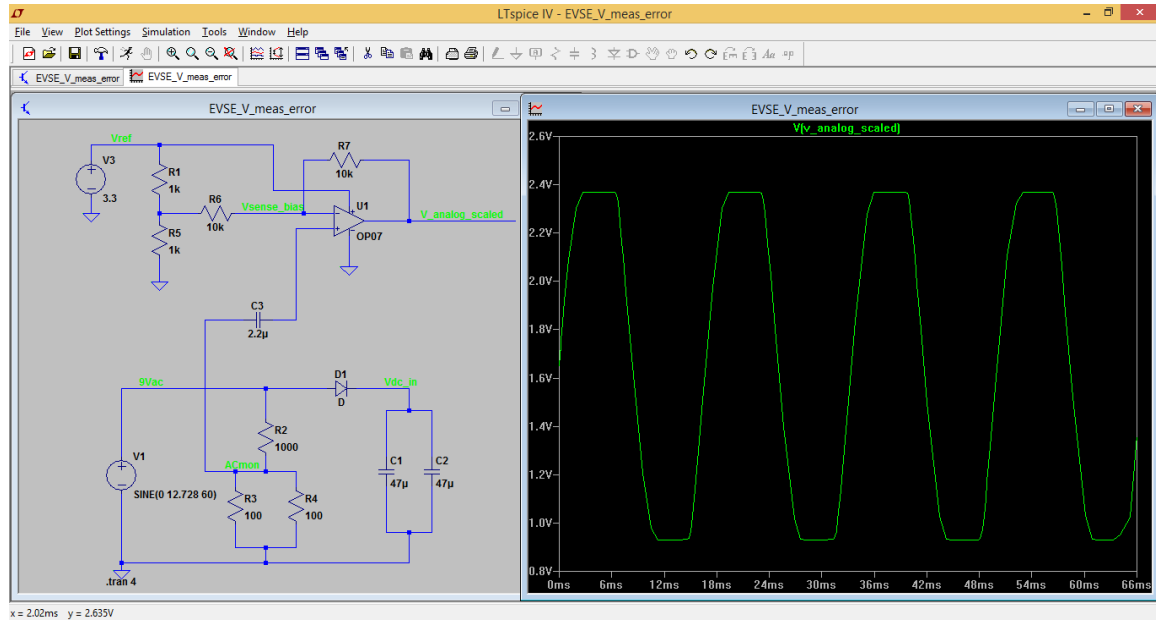 LTspice IV - EVSE_V_meas_error
File View Plot Settings Simulation Tools Window Help
EVSE_V_meas_error
EVSE_V_meas_error
EVSE_V_meas_error
Vref
V3
3.3
R1
1k
R5
1k
R6
10k
Vsense_bias
R7
10k
U1
OP07
V_analog_scaled
C3
2.2µ
9Vac
D1
D
Vdc_in
R2
1000
V1
SINE(0 12.728 60)
ACmon
R3
100
R4
100
C1
47µ
C2
47µ
.tran 4
EVSE_V_meas_error
V(v_analog_scaled)
2.6V
2.4V
2.2V
2.0V
1.8V
1.6V
1.4V
1.2V
1.0V
0.8V
0ms 6ms 12ms 18ms 24ms 30ms 36ms 42ms 48ms 54ms 60ms 66ms
x = 2.02ms y = 2.635V